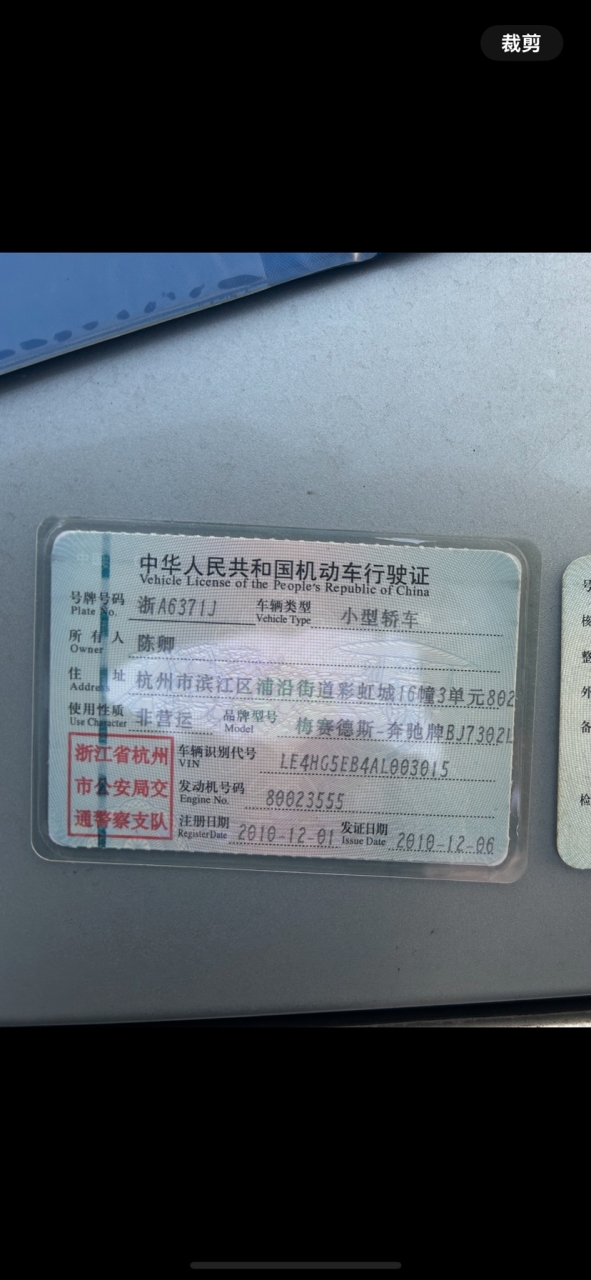 裁剪
中华人民共和国机动车行驶证
Vehicle License of the People's Republic of China
号牌号码 浙A6371J 车辆类型 小型轿车
Plate No. Vehicle Type
所有人 陈卿
Owner
住址 杭州市滨江区浦沿街道彩虹城16幢3单元802
Address
使用性质 非营运 品牌型号 梅赛德斯-奔驰牌BJ7302L
Use Character Model
浙江省杭州
市公安局交
通警察支队
车辆识别代号 LE4HG5EB4AL003015
VIN
发动机号码 80023555
Engine No.
注册日期 2010-12-01 发证日期 2010-12-06
Register Date Issue Date
号
核
整
外
备
检